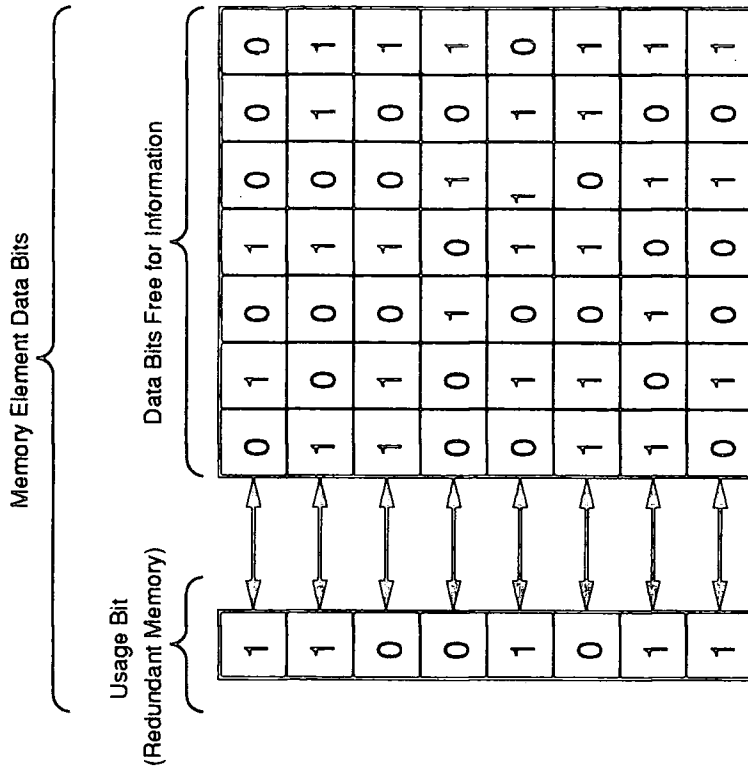 Memory Element Data Bits
Usage Bit
(Redundant Memory)
Data Bits Free for Information
1 0 1 0 1 0 0 0
1 1 0 0 1 0 1 1
0 1 1 0 1 0 0 1
0 0 0 1 0 1 0 1
1 0 1 0 1 1 1 0
0 1 1 0 1 0 1 1
1 1 0 1 0 1 0 1
1 0 1 0 0 1 0 1